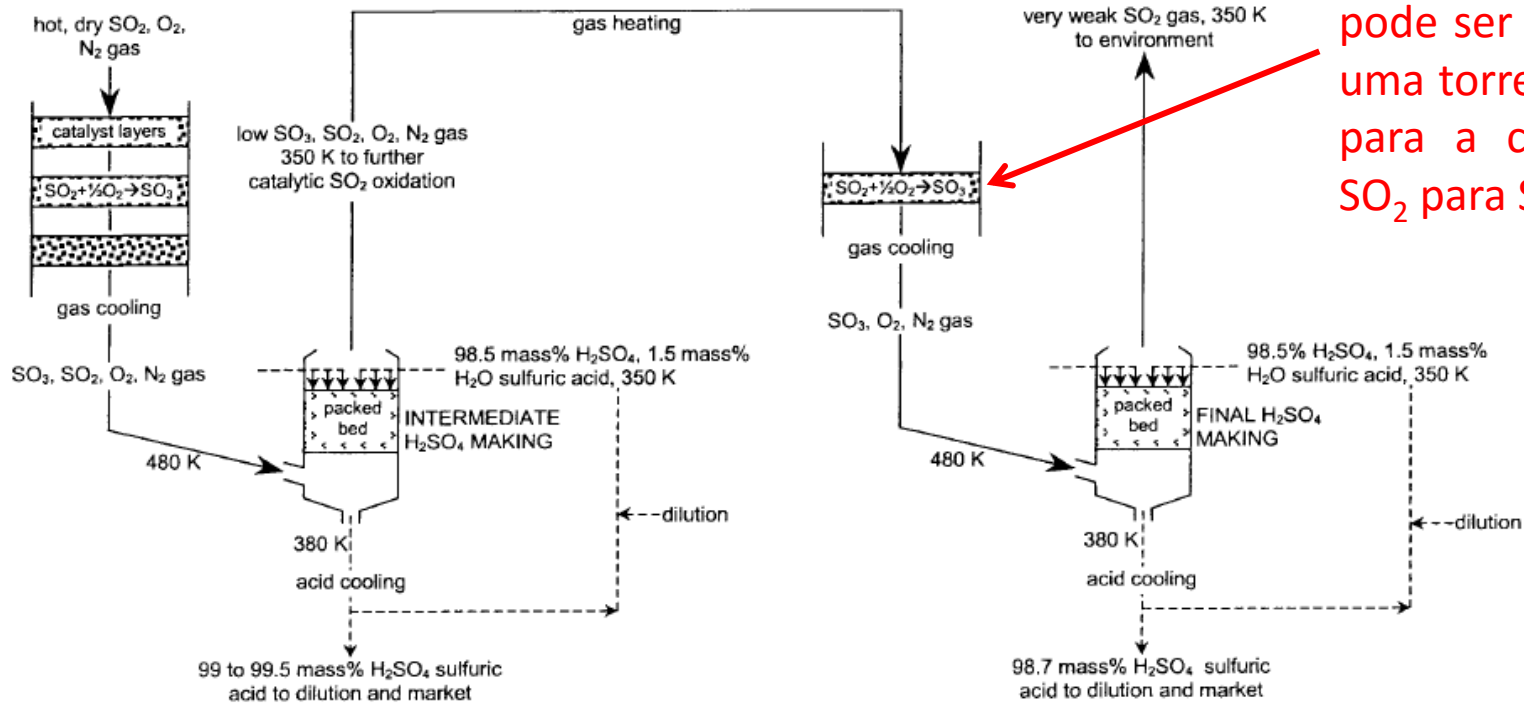 hot, dry SO₂, O₂,
N₂ gas
catalyst layers
SO₂+½O₂→SO₃
gas cooling
SO₃, SO₂, O₂, N₂ gas
480 K
gas heating
low SO₃, SO₂, O₂, N₂ gas
350 K to further
catalytic SO₂ oxidation
98.5 mass% H₂SO₄, 1.5 mass%
H₂O sulfuric acid, 350 K
packed
bed
INTERMEDIATE
H₂SO₄ MAKING
dilution
380 K
acid cooling
99 to 99.5 mass% H₂SO₄ sulfuric
acid to dilution and market
SO₂+½O₂→SO₃
gas cooling
SO₃, O₂, N₂ gas
480 K
very weak SO₂ gas, 350 K
to environment
98.5% H₂SO₄, 1.5 mass%
H₂O sulfuric acid, 350 K
packed
bed
FINAL H₂SO₄
MAKING
dilution
380 K
acid cooling
98.7 mass% H₂SO₄ sulfuric
acid to dilution and market
pode ser
uma torre
para a
SO₂ para